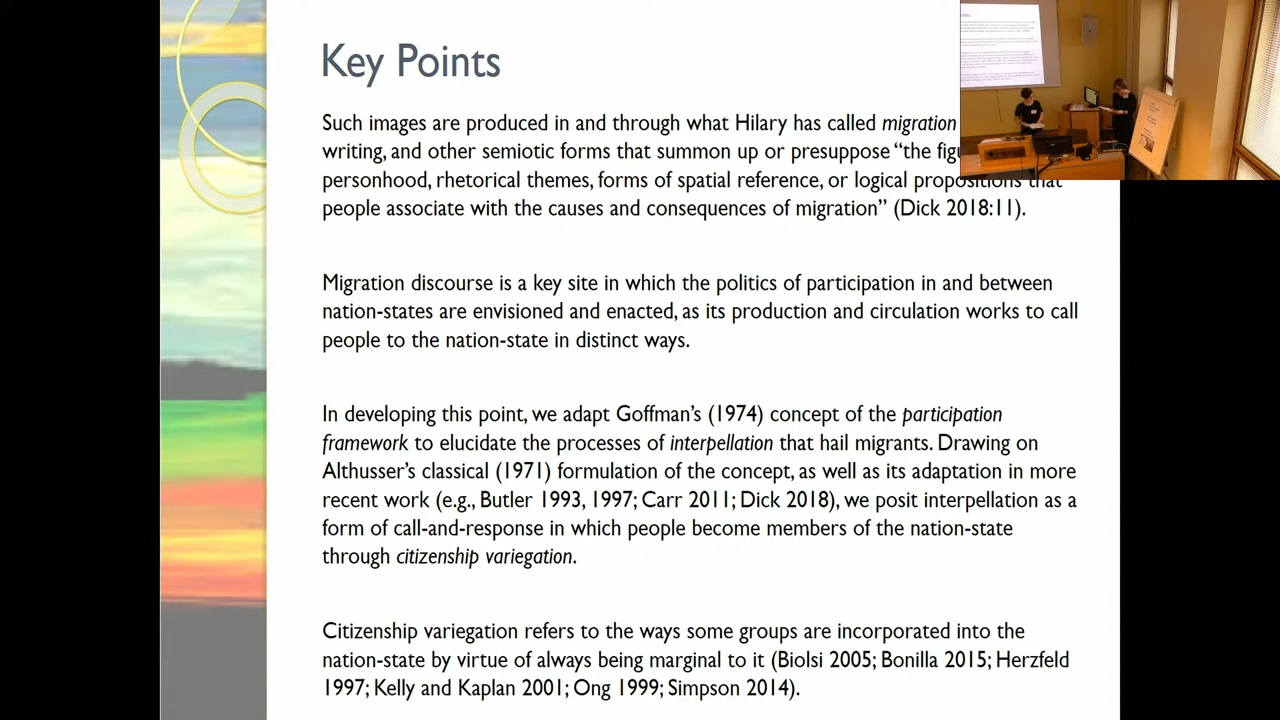 Key Points
Such images are produced in and through what Hilary has called migration
writing, and other semiotic forms that summon up or presuppose “the
personhood, rhetorical themes, forms of spatial reference, or logical propositions that
people associate with the causes and consequences of migration” (Dick 2018:11).
Migration discourse is a key site in which the politics of participation in and between
nation-states are envisioned and enacted, as its production and circulation works to call
people to the nation-state in distinct ways.
In developing this point, we adapt Goffman’s (1974) concept of the participation
framework to elucidate the processes of interpellation that hail migrants. Drawing on
Althusser’s classical (1971) formulation of the concept, as well as its adaptation in more
recent work (e.g., Butler 1993, 1997; Carr 2011; Dick 2018), we posit interpellation as a
form of call-and-response in which people become members of the nation-state
through citizenship variegation.
Citizenship variegation refers to the ways some groups are incorporated into the
nation-state by virtue of always being marginal to it (Biolsi 2005; Bonilla 2015; Herzfeld
1997; Kelly and Kaplan 2001; Ong 1999; Simpson 2014).